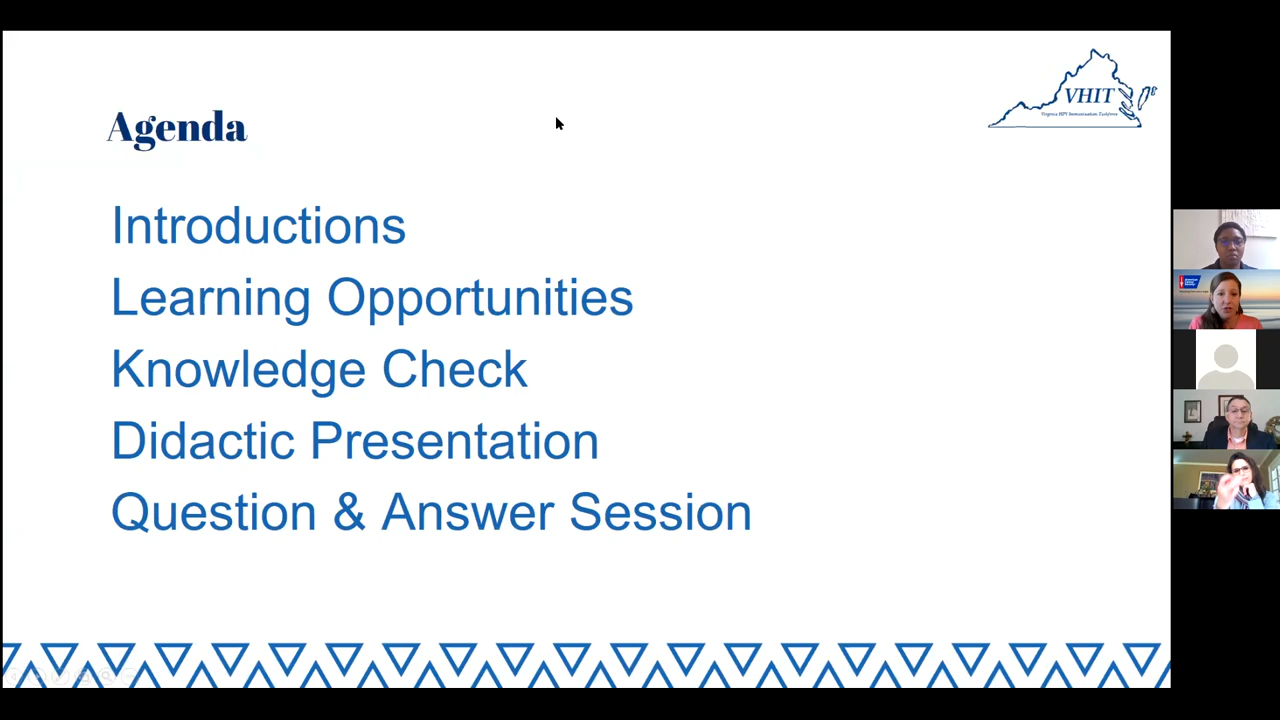 Agenda
VHIT
Virginia HPV Immunization Taskforce
Introductions
Learning Opportunities
Knowledge Check
Didactic Presentation
Question & Answer Session